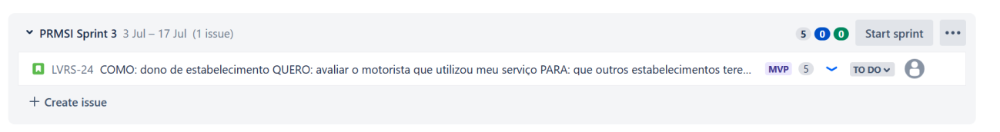 PRMSI Sprint 3 3 Jul – 17 Jul (1 issue) 5 0 0 Start sprint
LVRS-24 COMO: dono de estabelecimento QUERO: avaliar o motorista que utilizou meu serviço PARA: que outros estabelecimentos tere... MVP 5 TO DO
+ Create issue